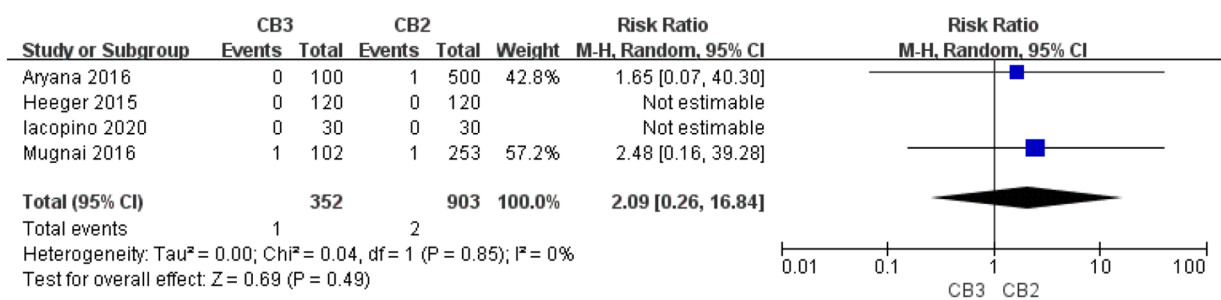 CB3 CB2 Risk Ratio Risk Ratio
Study or Subgroup Events Total Events Total Weight M-H, Random, 95% CI M-H, Random, 95% CI
Aryana 2016 0 100 1 500 42.8% 1.65 [0.07, 40.30]
Heeger 2015 0 120 0 120 Not estimable
Iacopino 2020 0 30 0 30 Not estimable
Mugnai 2016 1 102 1 253 57.2% 2.48 [0.16, 39.28]
Total (95% CI) 352 903 100.0% 2.09 [0.26, 16.84]
Total events 1 2
Heterogeneity: Tau² = 0.00; Chi² = 0.04, df = 1 (P = 0.85); I² = 0%
Test for overall effect: Z = 0.69 (P = 0.49)
0.01 0.1 1 10 100
CB3 CB2